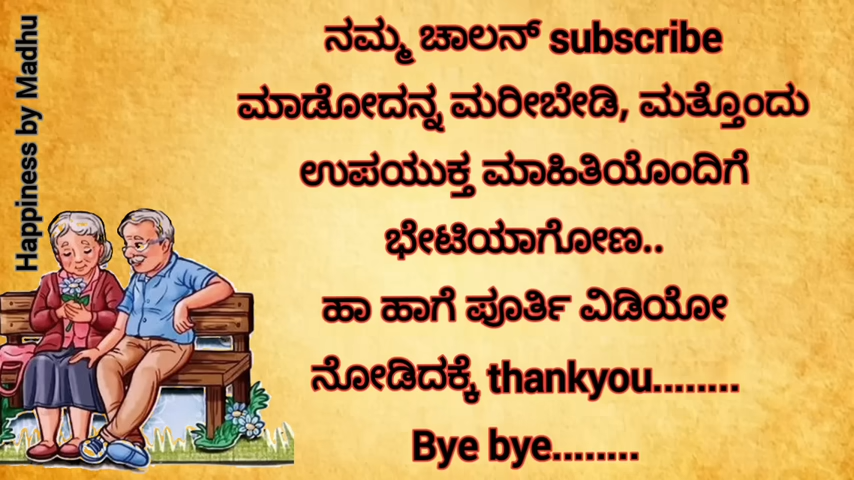 Happiness by Madhu
ನಮ್ಮ ಚಾಲನ್ subscribe
ಮಾಡೋದನ್ನ ಮರೀಬೇಡಿ, ಮತ್ತೊಂದು
ಉಪಯುಕ್ತ ಮಾಹಿತಿಯೊಂದಿಗೆ
ಭೇಟಿಯಾಗೋಣ..
ಹಾ ಹಾಗೆ ಪೂರ್ತಿ ವಿಡಿಯೋ
ನೋಡಿದಕ್ಕೆ thankyou........
Bye bye........